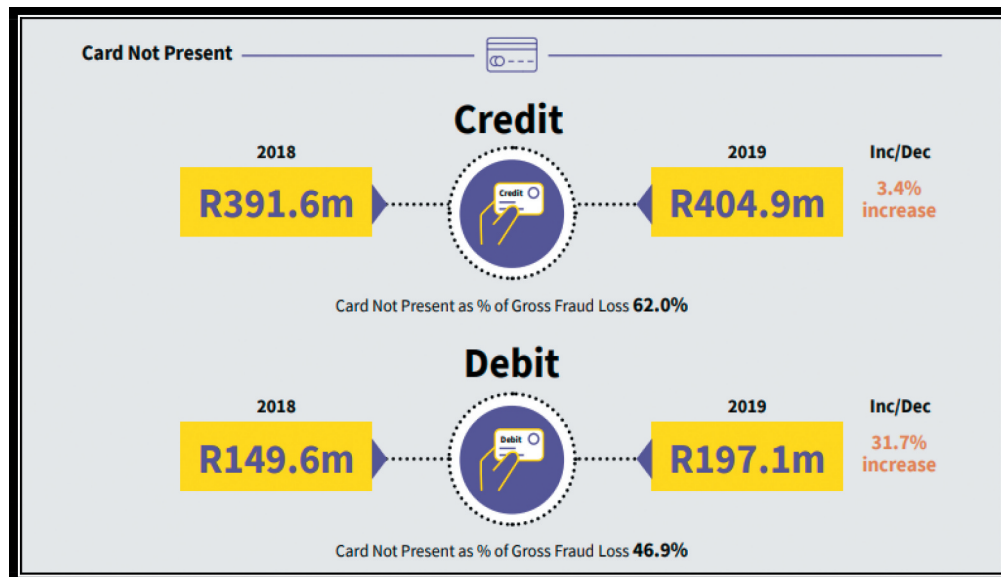 Card Not Present
Credit
2018
2019
Inc/Dec
R391.6m
Credit
R404.9m
3.4%
increase
Card Not Present as % of Gross Fraud Loss 62.0%
Debit
2018
2019
Inc/Dec
R149.6m
Debit
R197.1m
31.7%
increase
Card Not Present as % of Gross Fraud Loss 46.9%